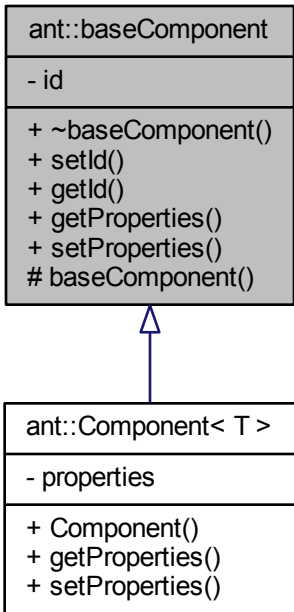 ant::baseComponent
- id
+ ~baseComponent()
+ setId()
+ getId()
+ getProperties()
+ setProperties()
# baseComponent()
ant::Component< T >
- properties
+ Component()
+ getProperties()
+ setProperties()